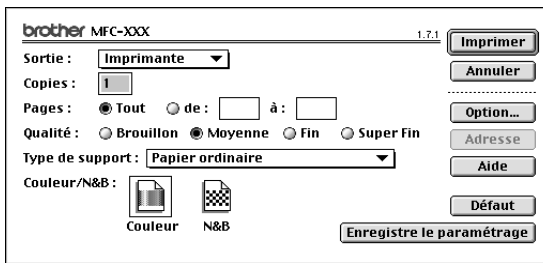 brother MFC-XXX 1.7.1
Imprimer
Sortie : Imprimante
Annuler
Copies : 1
Pages : Tout de : à :
Option...
Qualité : Brouillon Moyenne Fin Super Fin
Adresse
Type de support : Papier ordinaire
Aide
Couleur/N&B :
Couleur N&B
Défaut
Enregistre le paramétrage